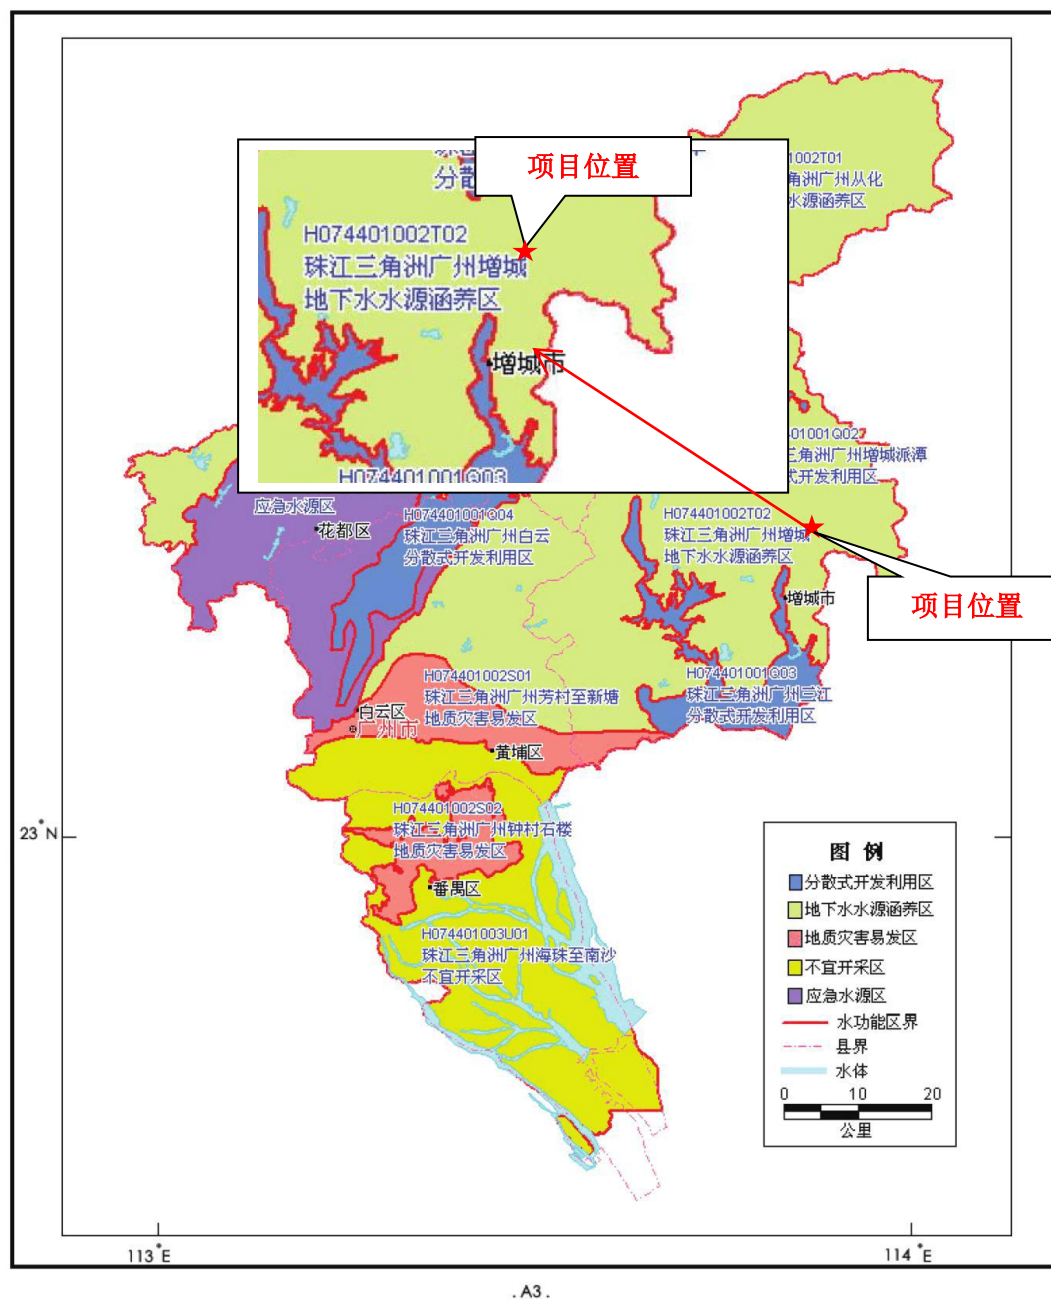 项目位置
分散
H074401002T02
珠江三角洲广州增城
地下水水源涵养区
增城市
H074401001Q03
1002T01
角洲广州从化
水源涵养区
01001Q02
三角洲广州增城派潭
式开发利用区
应急水源区
花都区
H074401001Q04
珠江三角洲广州白云
分散式开发利用区
H074401002T02
珠江三角洲广州增城
地下水水源涵养区
项目位置
增城市
H074401002S01
珠江三角洲广州芳村至新塘
地质灾害易发区
H074401001Q03
珠江三角洲广州三江
分散式开发利用区
白云区
广州市
黄埔区
H074401002S02
珠江三角洲广州钟村石楼
地质灾害易发区
番禺区
H074401003U01
珠江三角洲广州海珠至南沙
不宜开采区
23°N
图 例
分散式开发利用区
地下水水源涵养区
地质灾害易发区
不宜开采区
应急水源区
水功能区界
县界
水体
0 10 20
公里
113°E
114°E
. A3 .